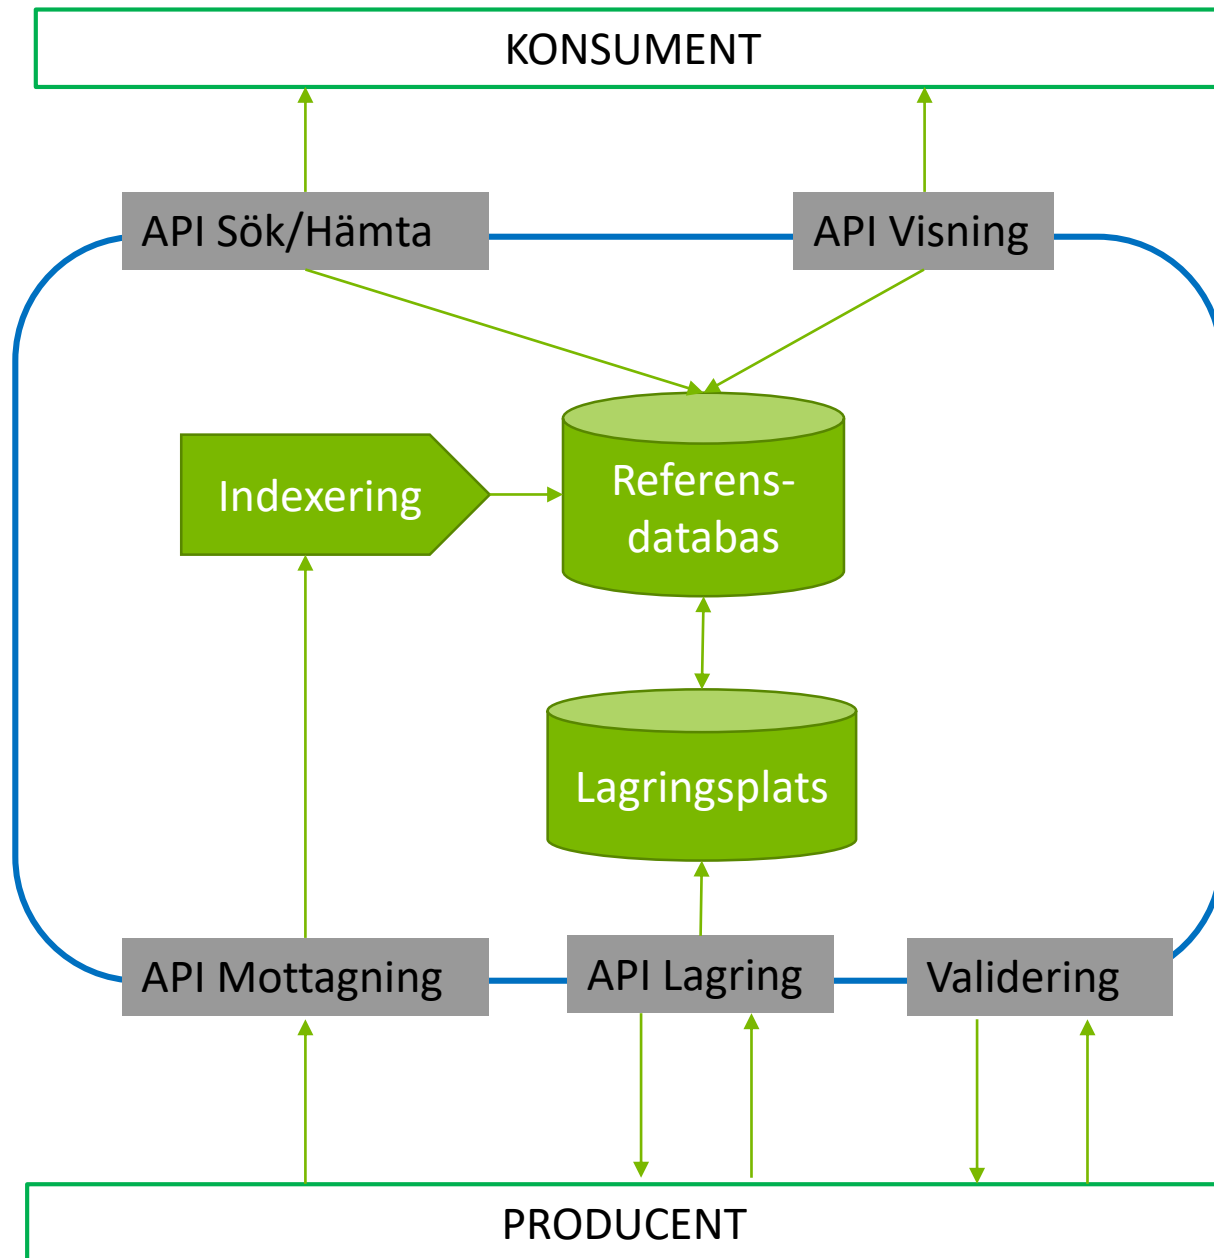 KONSUMENT
API Sök/Hämta
API Visning
Indexering
Referens-
databas
Lagringsplats
API Mottagning
API Lagring
Validering
PRODUCENT